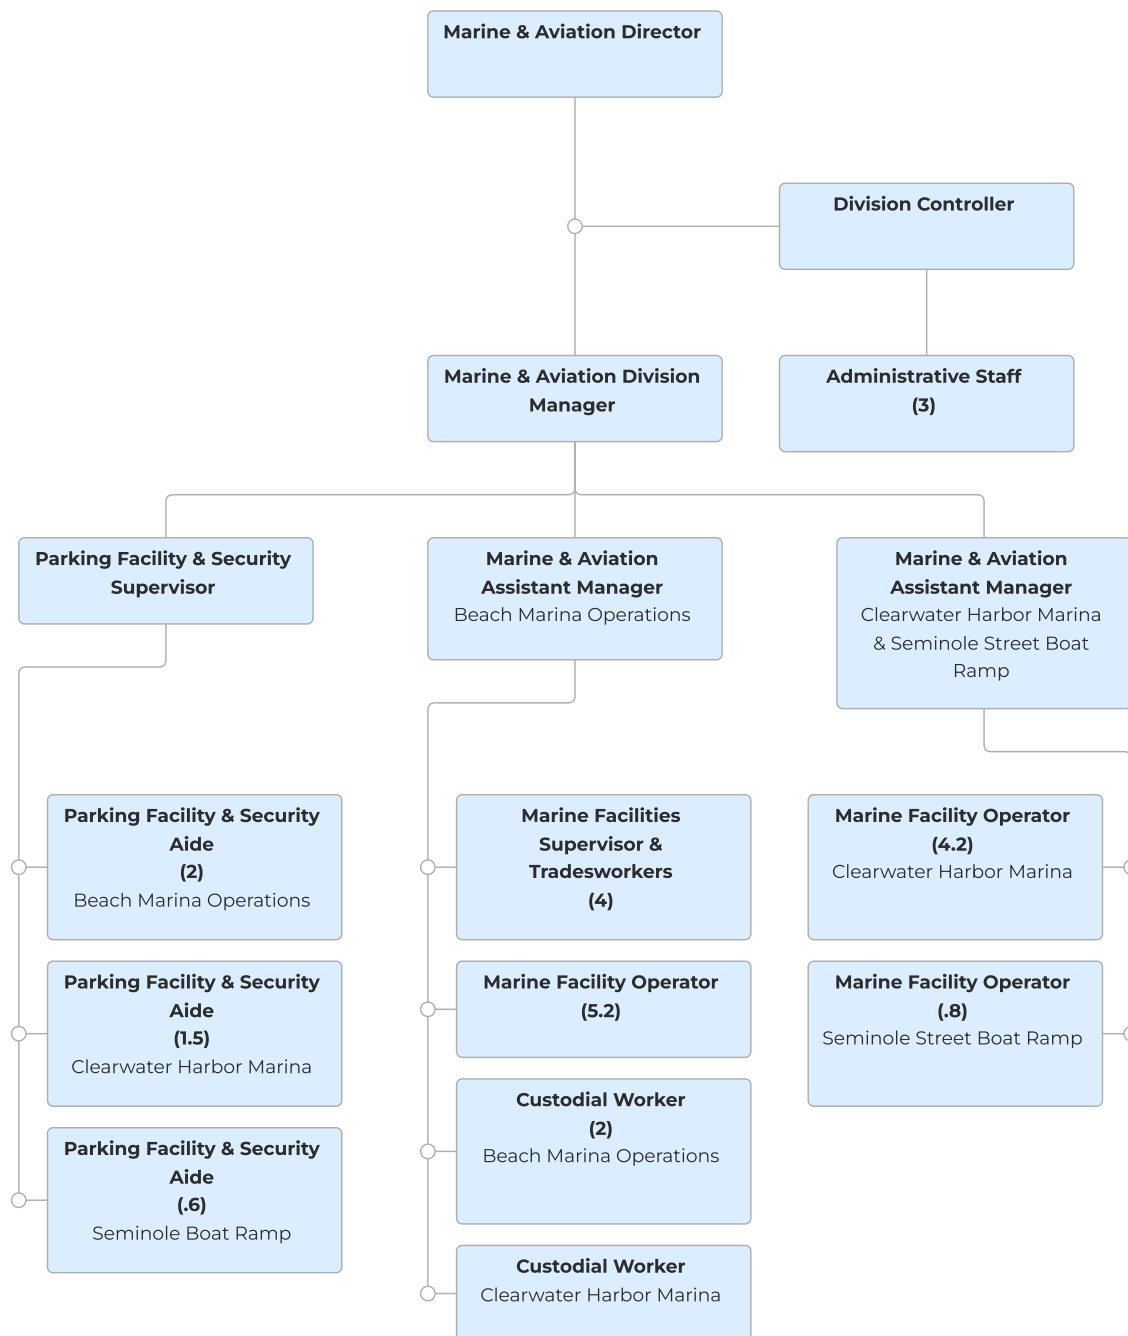 Marine & Aviation Director
Division Controller
Marine & Aviation Division
Manager
Administrative Staff
(3)
Parking Facility & Security
Supervisor
Marine & Aviation
Assistant Manager
Beach Marina Operations
Marine & Aviation
Assistant Manager
Clearwater Harbor Marina
& Seminole Street Boat
Ramp
Parking Facility & Security
Aide
(2)
Beach Marina Operations
Parking Facility & Security
Aide
(1.5)
Clearwater Harbor Marina
Parking Facility & Security
Aide
(.6)
Seminole Boat Ramp
Marine Facilities
Supervisor &
Tradesworkers
(4)
Marine Facility Operator
(5.2)
Custodial Worker
(2)
Beach Marina Operations
Custodial Worker
Clearwater Harbor Marina
Marine Facility Operator
(4.2)
Clearwater Harbor Marina
Marine Facility Operator
(.8)
Seminole Street Boat Ramp